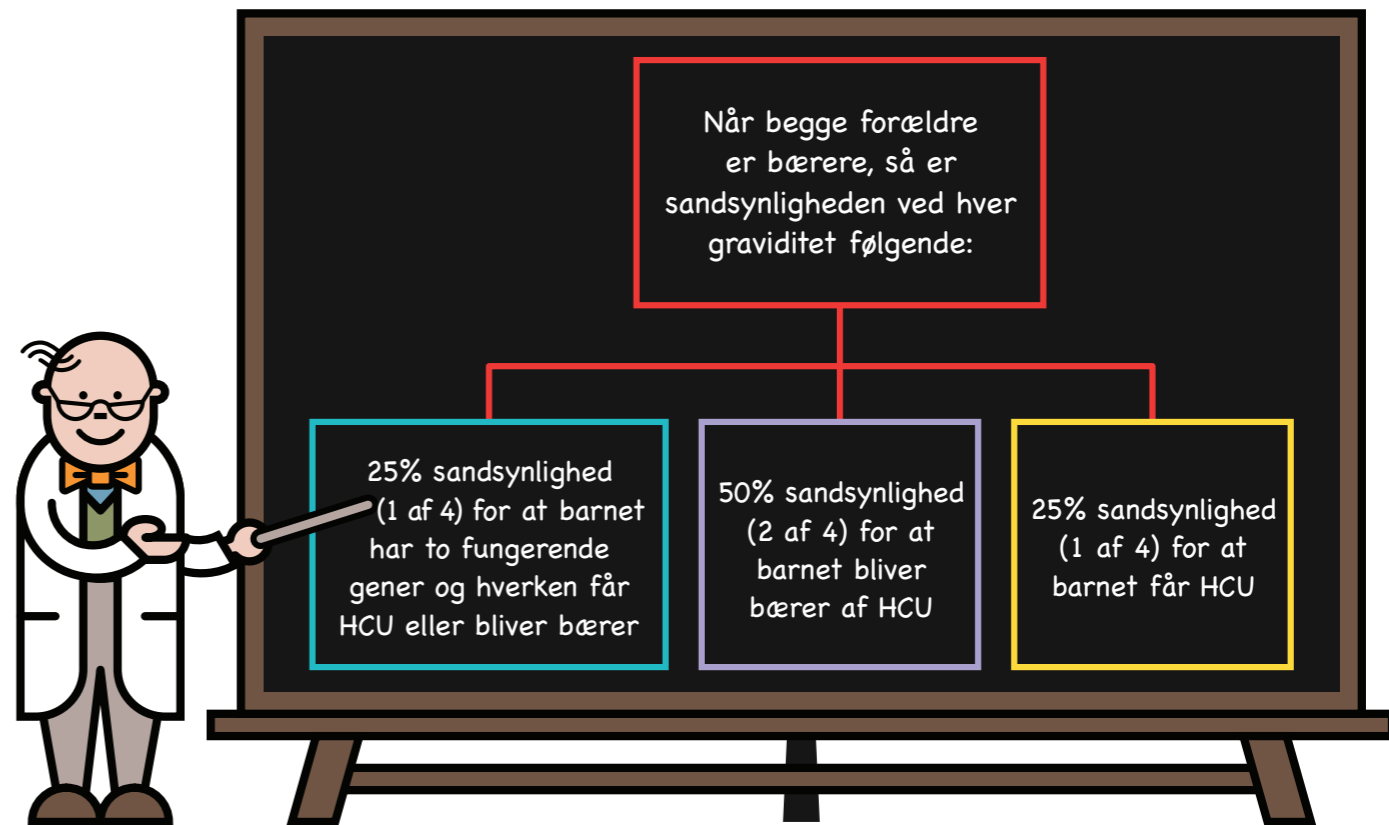 Når begge forældre
er bærere, så er
sandsynligheden ved hver
graviditet følgende:
25% sandsynlighed
(1 af 4) for at barnet
har to fungerende
gener og hverken får
HCU eller bliver bærer
50% sandsynlighed
(2 af 4) for at
barnet bliver
bærer af HCU
25% sandsynlighed
(1 af 4) for at
barnet får HCU